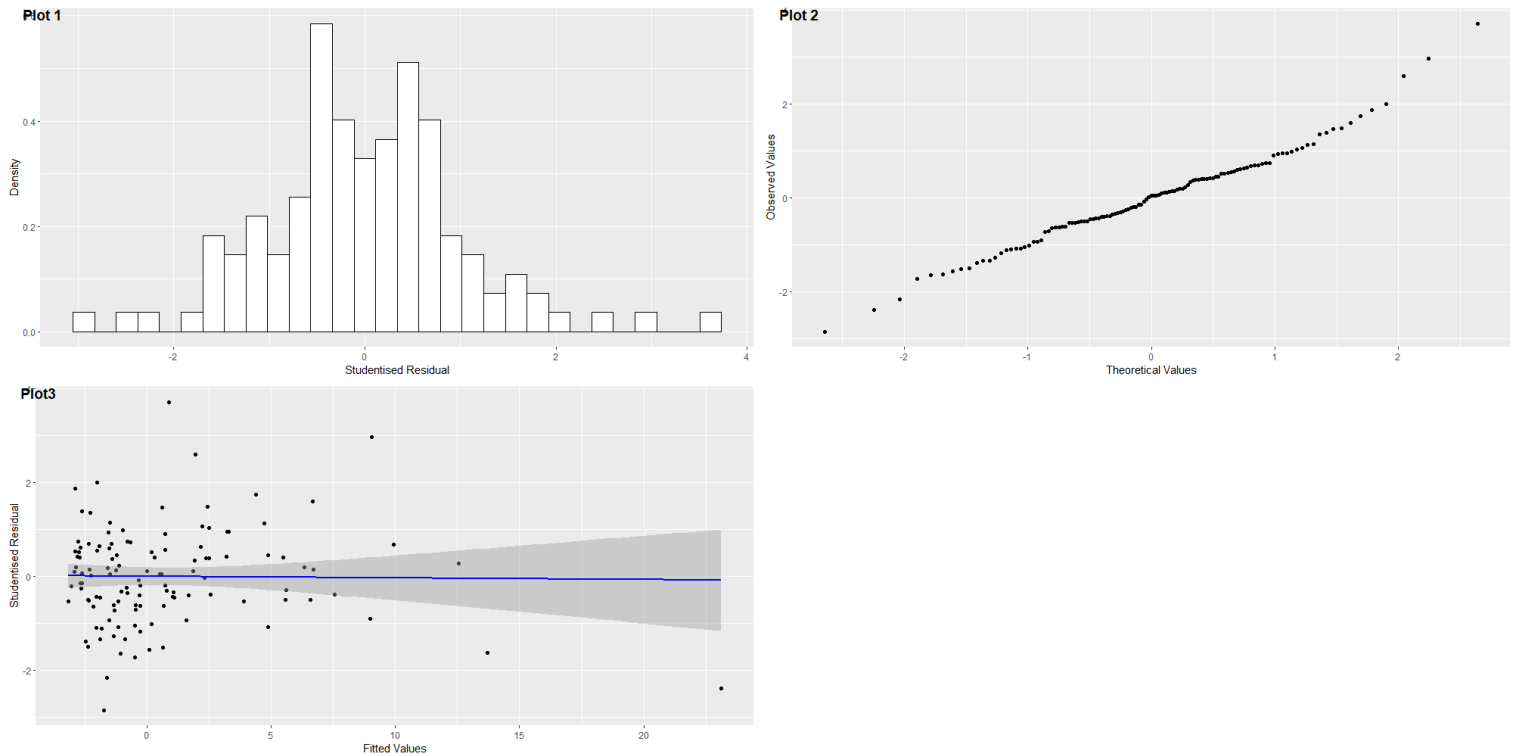 Plot 1
0.4
0.2
0.0
Density
-2
0
2
4
Studentised Residual
Plot 2
2
0
-2
Observed Values
-2
-1
0
1
2
Theoretical Values
Plot3
2
0
-2
Studentised Residual
0
5
10
15
20
Fitted Values